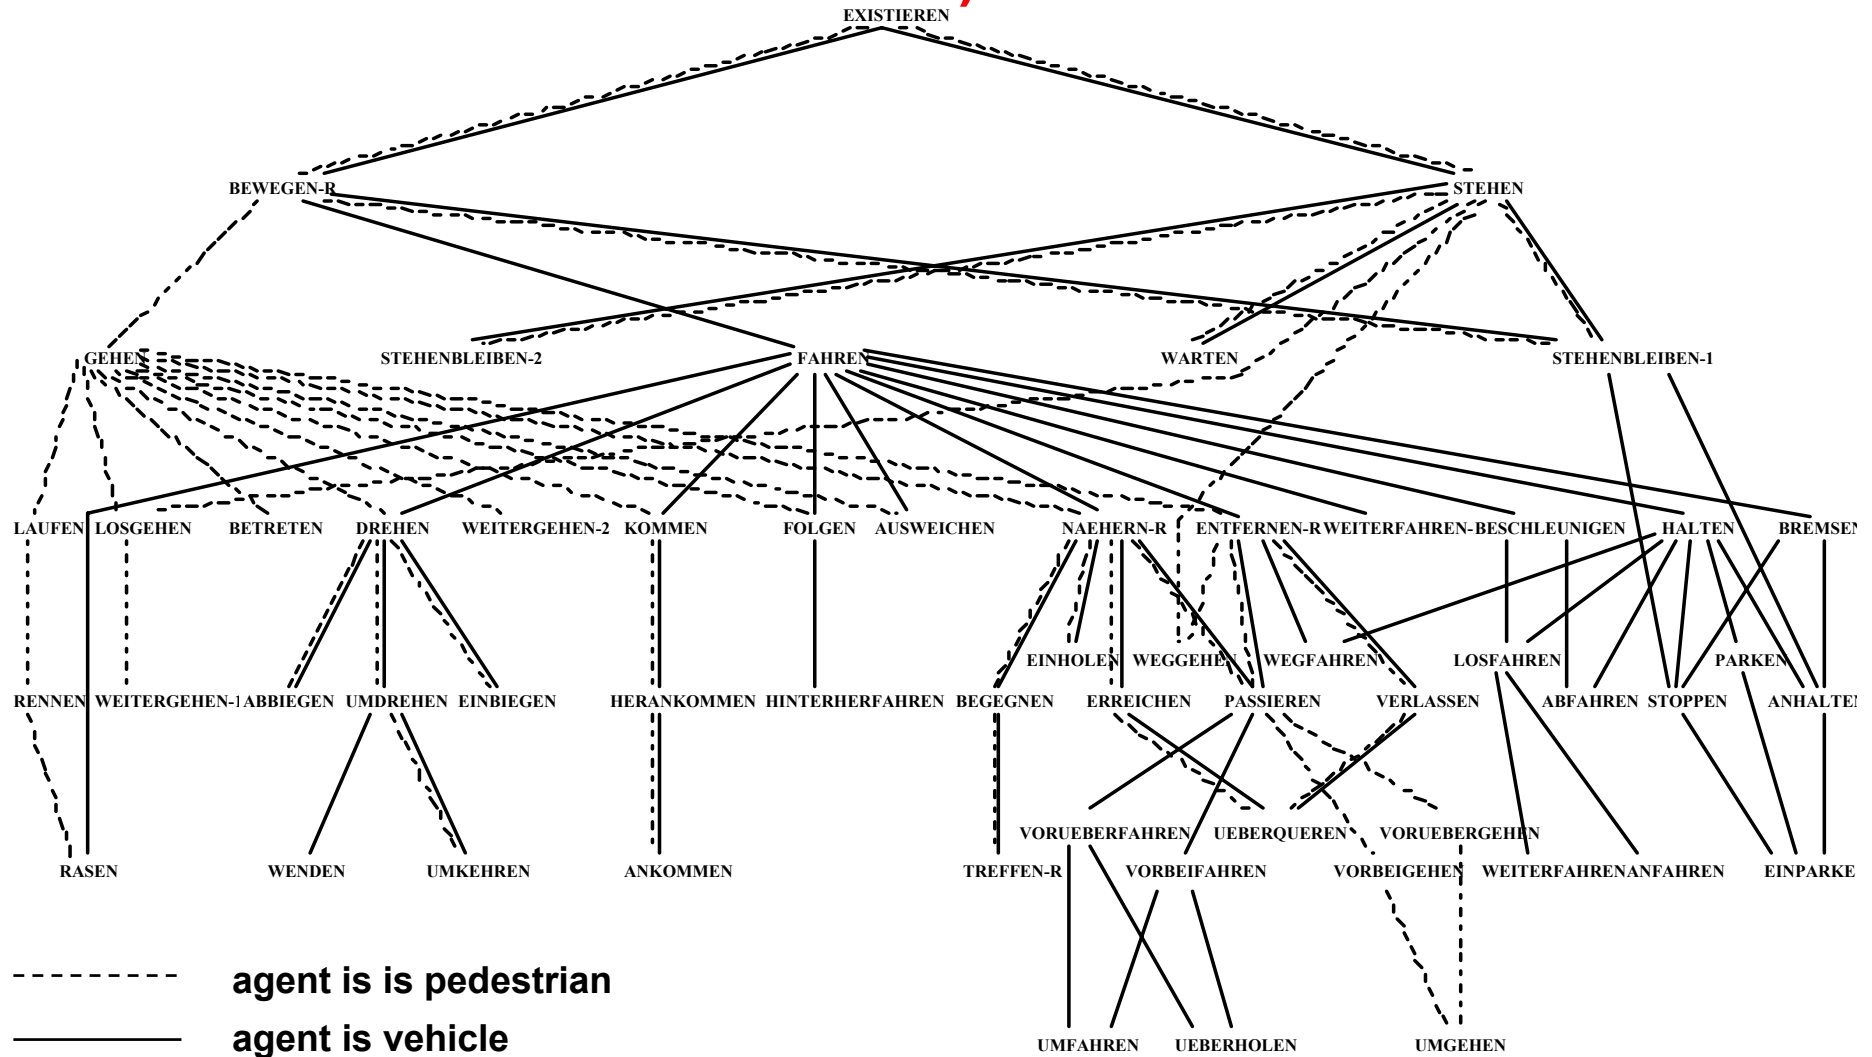 EXISTIEREN
BEWEGEN-R STEHEN
GEHEN STEHENBLEIBEN-2 FAHREN WARTEN STEHENBLEIBEN-1
LAUFEN LOSGEHEN BETRETEN DREHEN WEITERGEHEN-2 KOMMEN FOLGEN AUSWEICHEN NAEHERN-R ENTFERNEN-R WEITERFAHREN- BESCHLEUNIGEN HALTEN BREMSEN
EINHOLEN WEGGEHEN WEGFAHREN LOSFAHREN PARKEN
RENNEN WEITERGEHEN-1 ABBIEGEN UMDREHEN EINBIEGEN HERANKOMMEN HINTERHERFAHREN BEGEGNEN ERREICHEN PASSIEREN VERLASSEN ABFAHREN STOPPEN ANHALTEN
VORUEBERFAHREN UEBERQUEREN VORUEBERGEHEN
RASEN WENDEN UMKEHREN ANKOMMEN TREFFEN-R VORBEIFAHREN VORBEIGEHEN WEITERFAHREN ANFAHREN EINPARKE
agent is is pedestrian
agent is vehicle
UMFAHREN UEBERHOLEN UMGEHEN